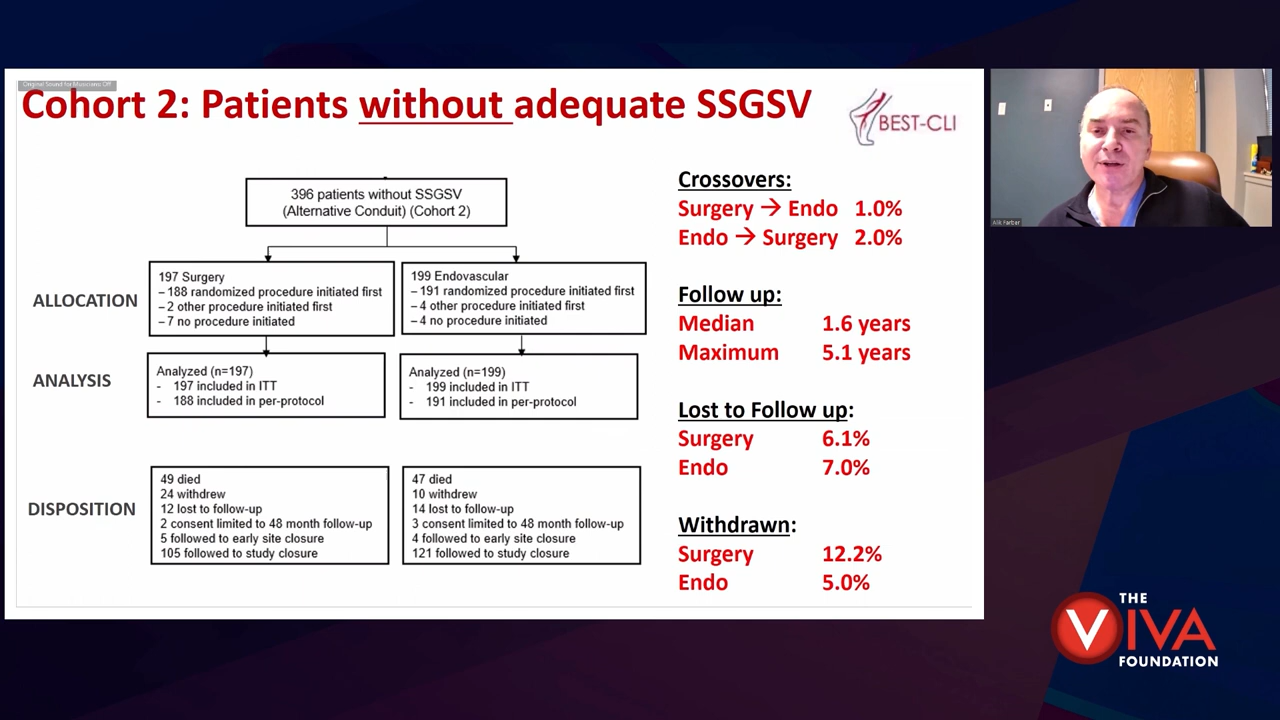 Original Sound for Musicians: Off
Cohort 2: Patients without adequate SSGSV
BEST-CLI
396 patients without SSGSV
(Alternative Conduit) (Cohort 2)
ALLOCATION
197 Surgery
– 188 randomized procedure initiated first
– 2 other procedure initiated first
– 7 no procedure initiated
199 Endovascular
– 191 randomized procedure initiated first
– 4 other procedure initiated first
– 4 no procedure initiated
ANALYSIS
Analyzed (n=197)
- 197 included in ITT
- 188 included in per-protocol
Analyzed (n=199)
- 199 included in ITT
- 191 included in per-protocol
DISPOSITION
49 died
24 withdrew
12 lost to follow-up
2 consent limited to 48 month follow-up
5 followed to early site closure
105 followed to study closure
47 died
10 withdrew
14 lost to follow-up
3 consent limited to 48 month follow-up
4 followed to early site closure
121 followed to study closure
Crossovers:
Surgery → Endo 1.0%
Endo → Surgery 2.0%
Follow up:
Median 1.6 years
Maximum 5.1 years
Lost to Follow up:
Surgery 6.1%
Endo 7.0%
Withdrawn:
Surgery 12.2%
Endo 5.0%
Alik Farber
THE
VIVA
FOUNDATION